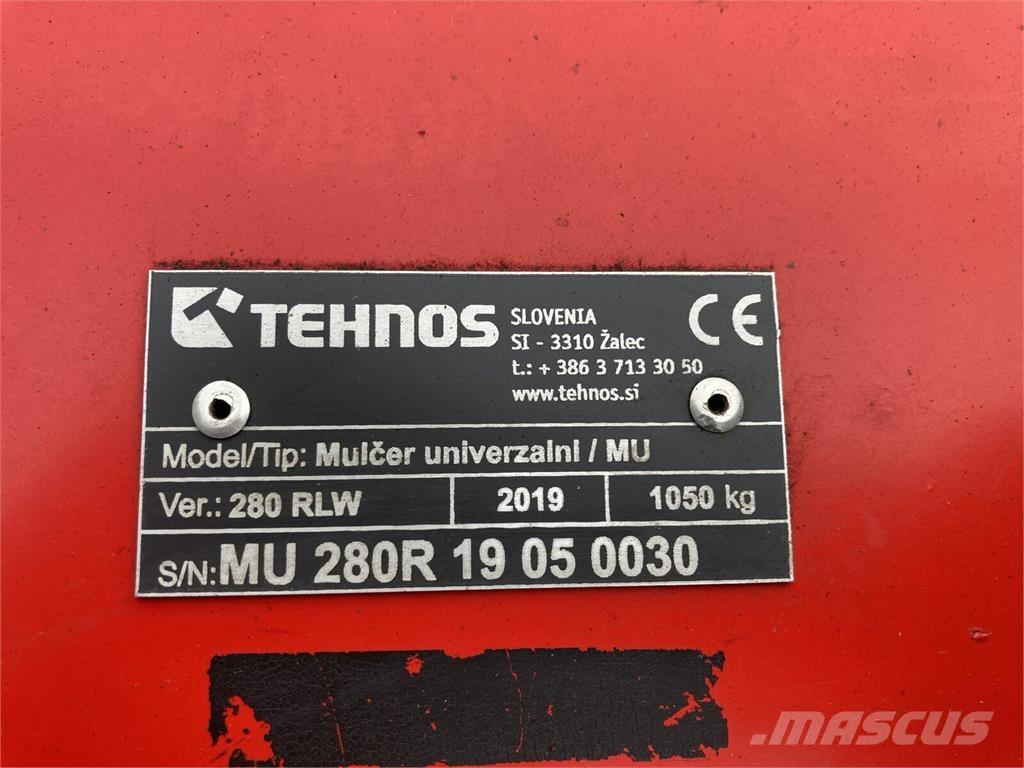 TEHNOS
SLOVENIA
SI - 3310 Žalec
t.: + 386 3 713 30 50
www.tehnos.si
CE
Model/Tip: Mulčer univerzalni / MU
Ver.: 280 RLW 2019 1050 kg
S/N: MU 280R 19 05 0030
MASCUS